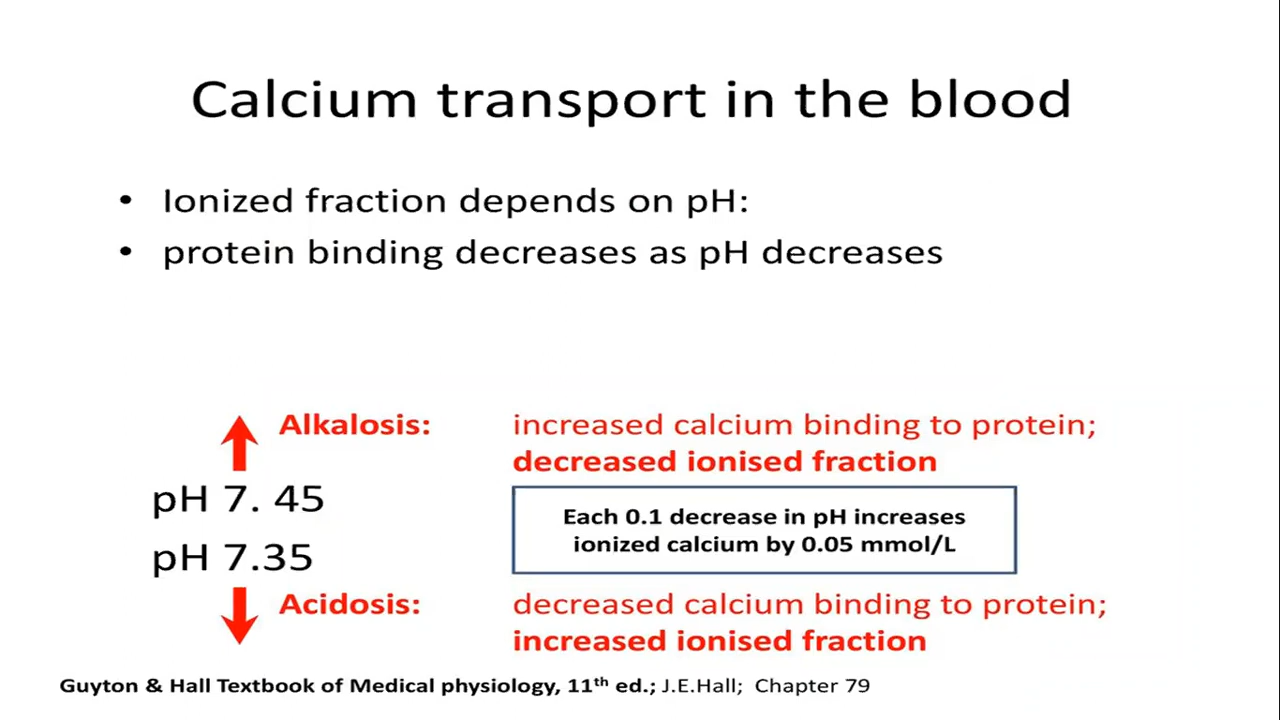 Calcium transport in the blood
• Ionized fraction depends on pH:
• protein binding decreases as pH decreases
Alkalosis: increased calcium binding to protein;
decreased ionised fraction
pH 7. 45
Each 0.1 decrease in pH increases
ionized calcium by 0.05 mmol/L
pH 7.35
Acidosis: decreased calcium binding to protein;
increased ionised fraction
Guyton & Hall Textbook of Medical physiology, 11th ed.; J.E.Hall; Chapter 79